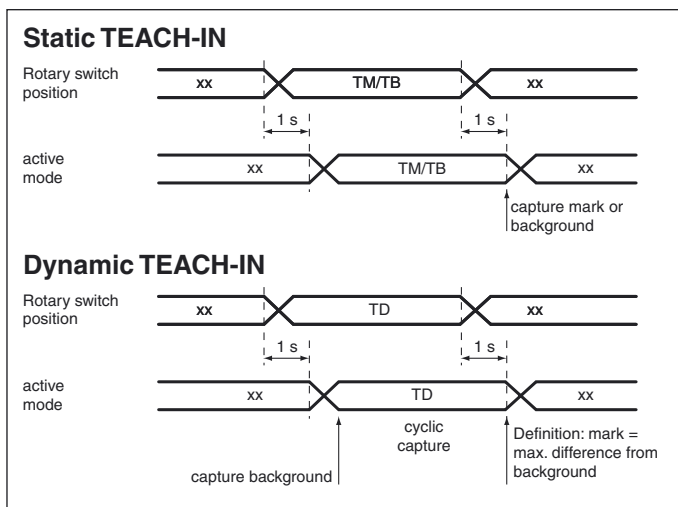 Static TEACH-IN
Rotary switch
position
xx TM/TB xx
1 s 1 s
active
mode
xx TM/TB xx
capture mark or
background
Dynamic TEACH-IN
Rotary switch
position
xx TD xx
1 s 1 s
active
mode
xx TD xx
cyclic
capture
capture background
Definition: mark =
max. difference from
background